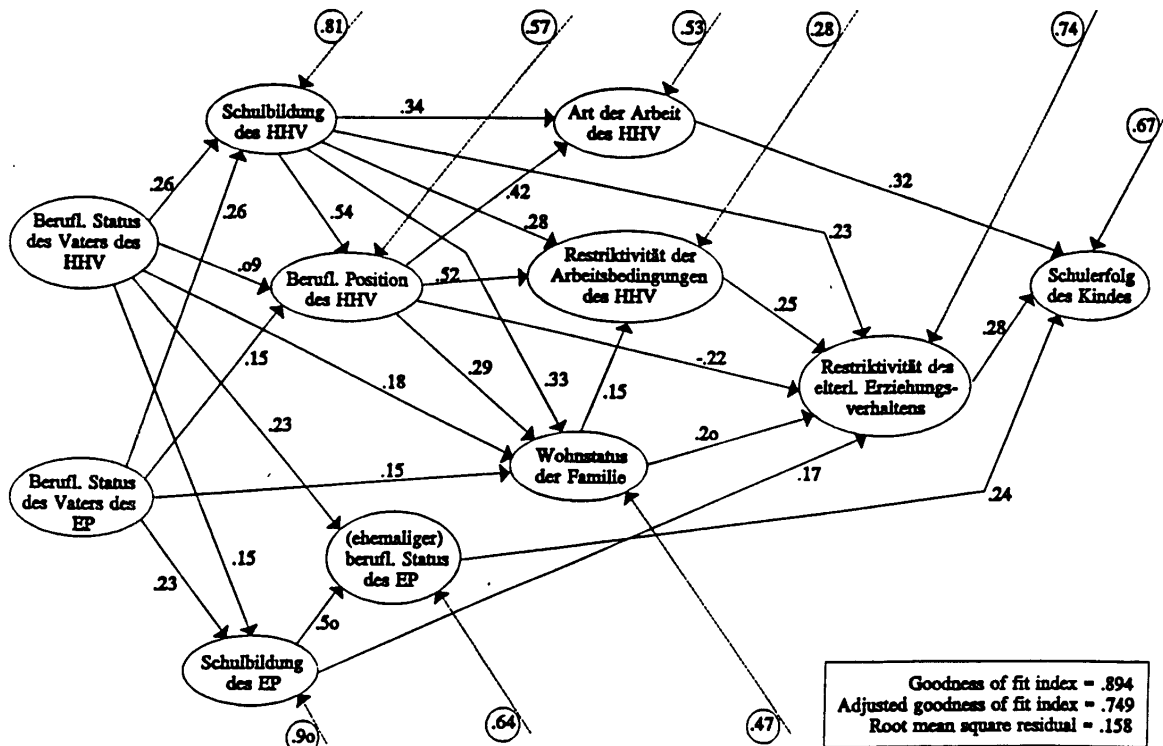 .81
.57
.53
.28
.74
.67
Schulbildung
des HHV
.34
Art der Arbeit
des HHV
.32
.26
.26
.54
.42
.28
.23
Berufl. Status
des Vaters des
HHV
.o9
Berufl. Position
des HHV
.52
Restriktivität der
Arbeitsbedingungen
des HHV
.25
Schulerfolg
des Kindes
.28
.15
.18
.29
.33
.15
-.22
Restriktivität des
elterl. Erziehungs-
verhaltens
.23
.2o
Wohnstatus
der Familie
.15
.17
.24
Berufl. Status
des Vaters des
EP
.23
.15
(ehemaliger)
berufl. Status
des EP
.5o
Schulbildung
des EP
.9o
.64
.47
Goodness of fit index = .894
Adjusted goodness of fit index = .749
Root mean square residual = .158